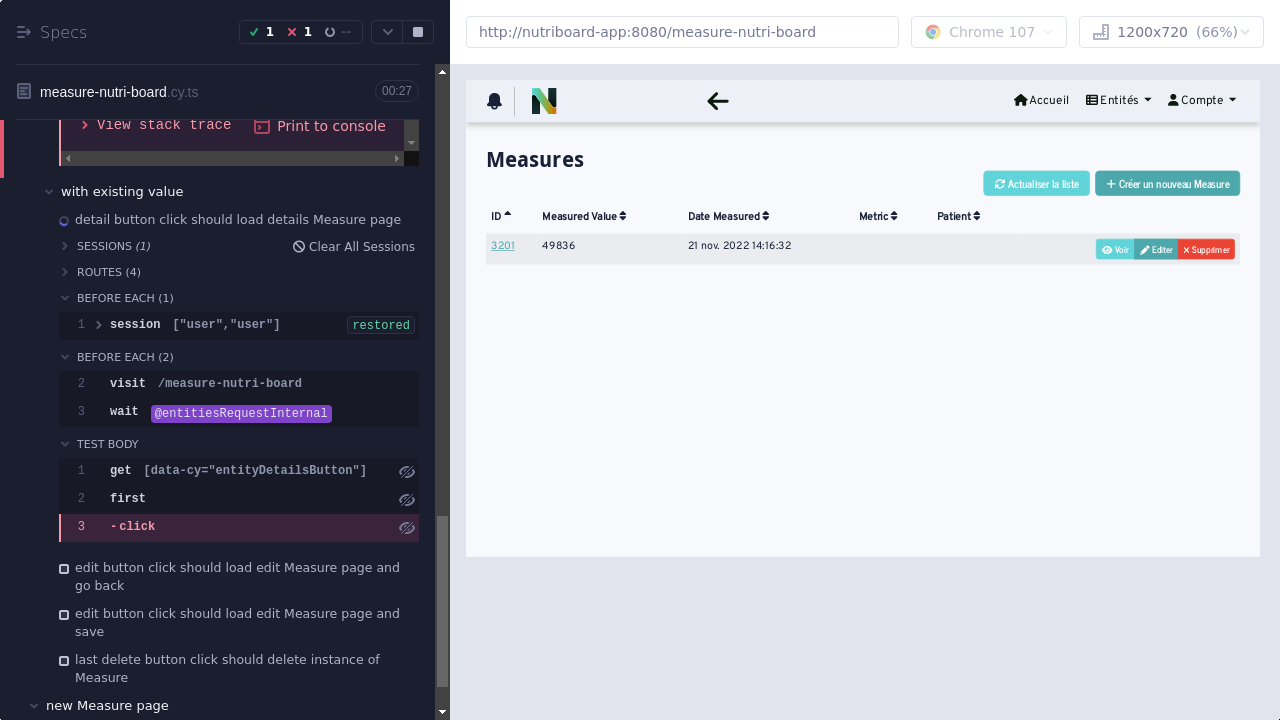 Specs
1
1
--
measure-nutri-board.cy.ts
00:27
View stack trace
Print to console
with existing value
detail button click should load details Measure page
SESSIONS (1)
Clear All Sessions
ROUTES (4)
BEFORE EACH (1)
1 session ["user","user"] restored
BEFORE EACH (2)
2 visit /measure-nutri-board
3 wait @entitiesRequestInternal
TEST BODY
1 get [data-cy="entityDetailsButton"]
2 first
3 -click
edit button click should load edit Measure page and
go back
edit button click should load edit Measure page and
save
last delete button click should delete instance of
Measure
new Measure page
http://nutriboard-app:8080/measure-nutri-board
Chrome 107
1200x720 (66%)
N
Accueil
Entités
Compte
Measures
Actualiser la liste
Créer un nouveau Measure
ID Measured Value Date Measured Metric Patient
3201 49836 21 nov. 2022 14:16:32 Voir Editer Supprimer